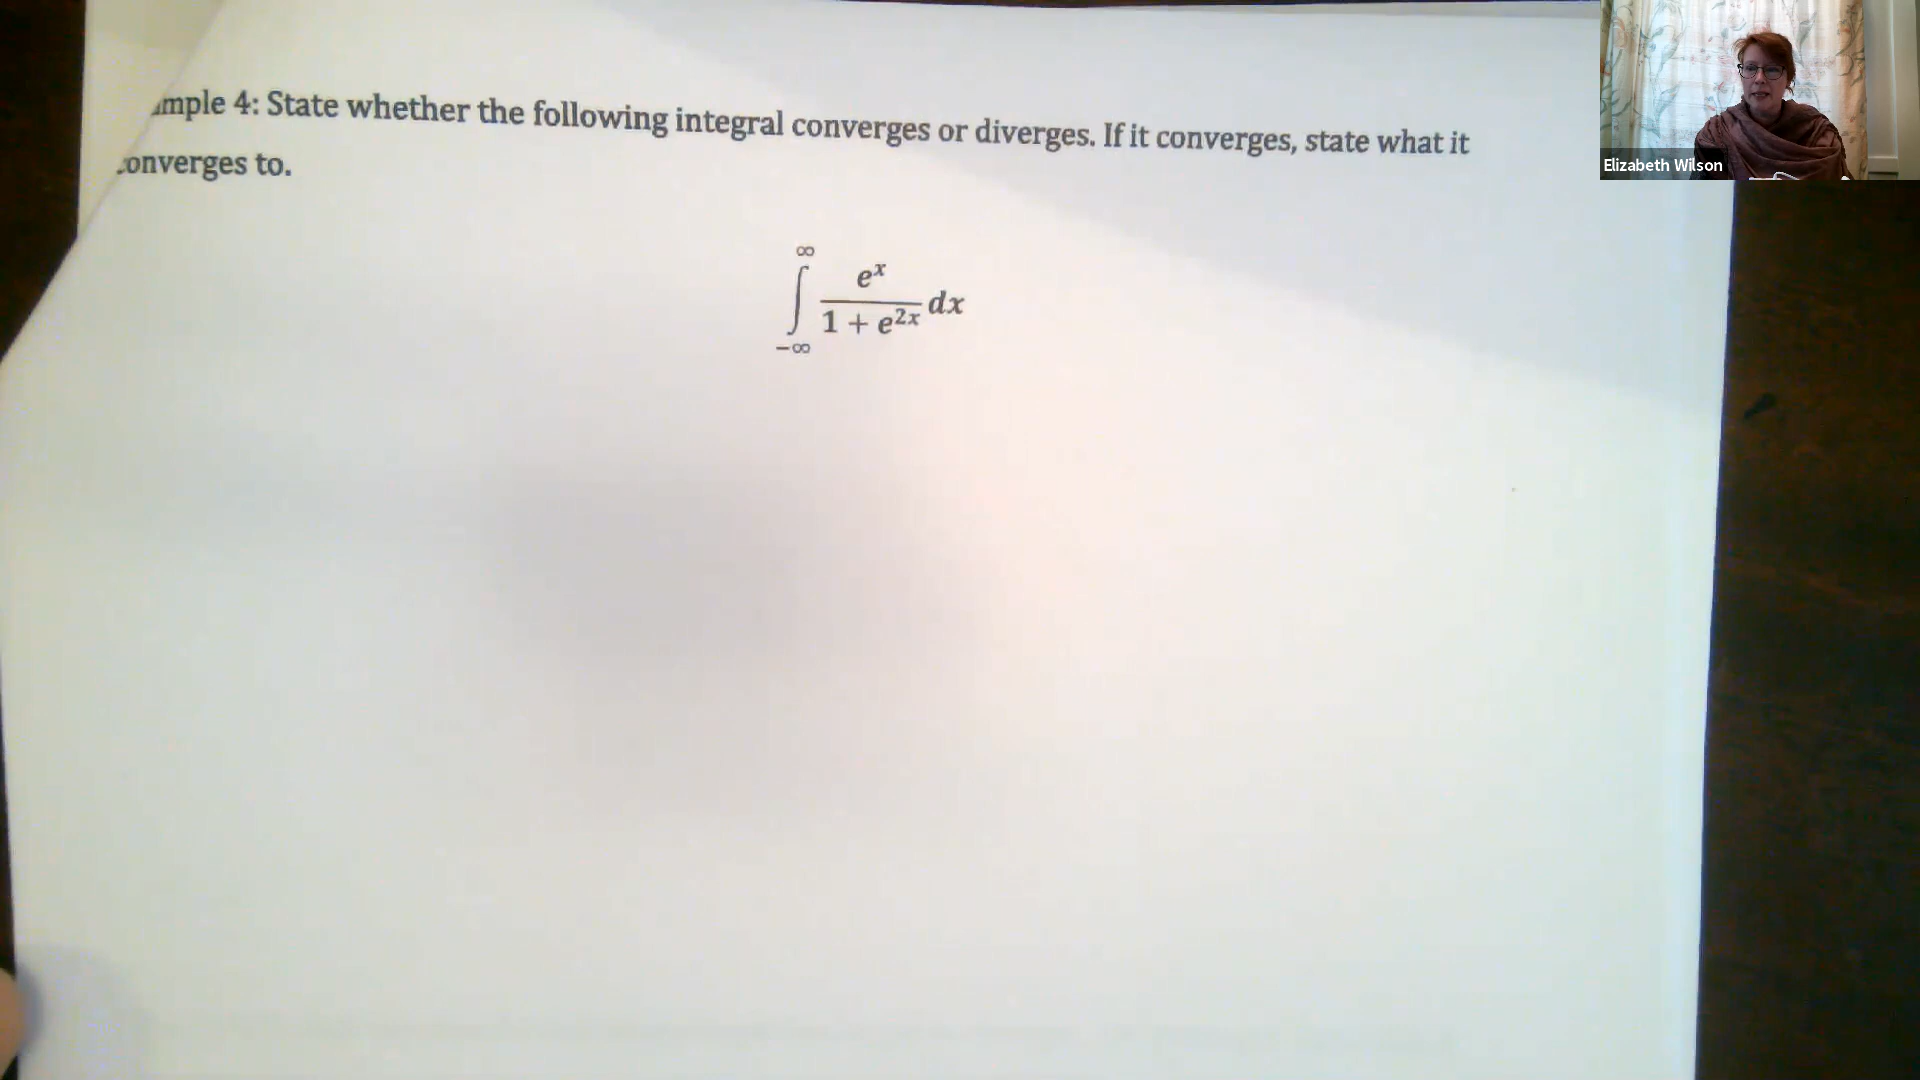 mple 4: State whether the following integral converges or diverges. If it converges, state what it
onverges to.
∞
∫ e^x / (1 + e^{2x}) dx
−∞
Elizabeth Wilson